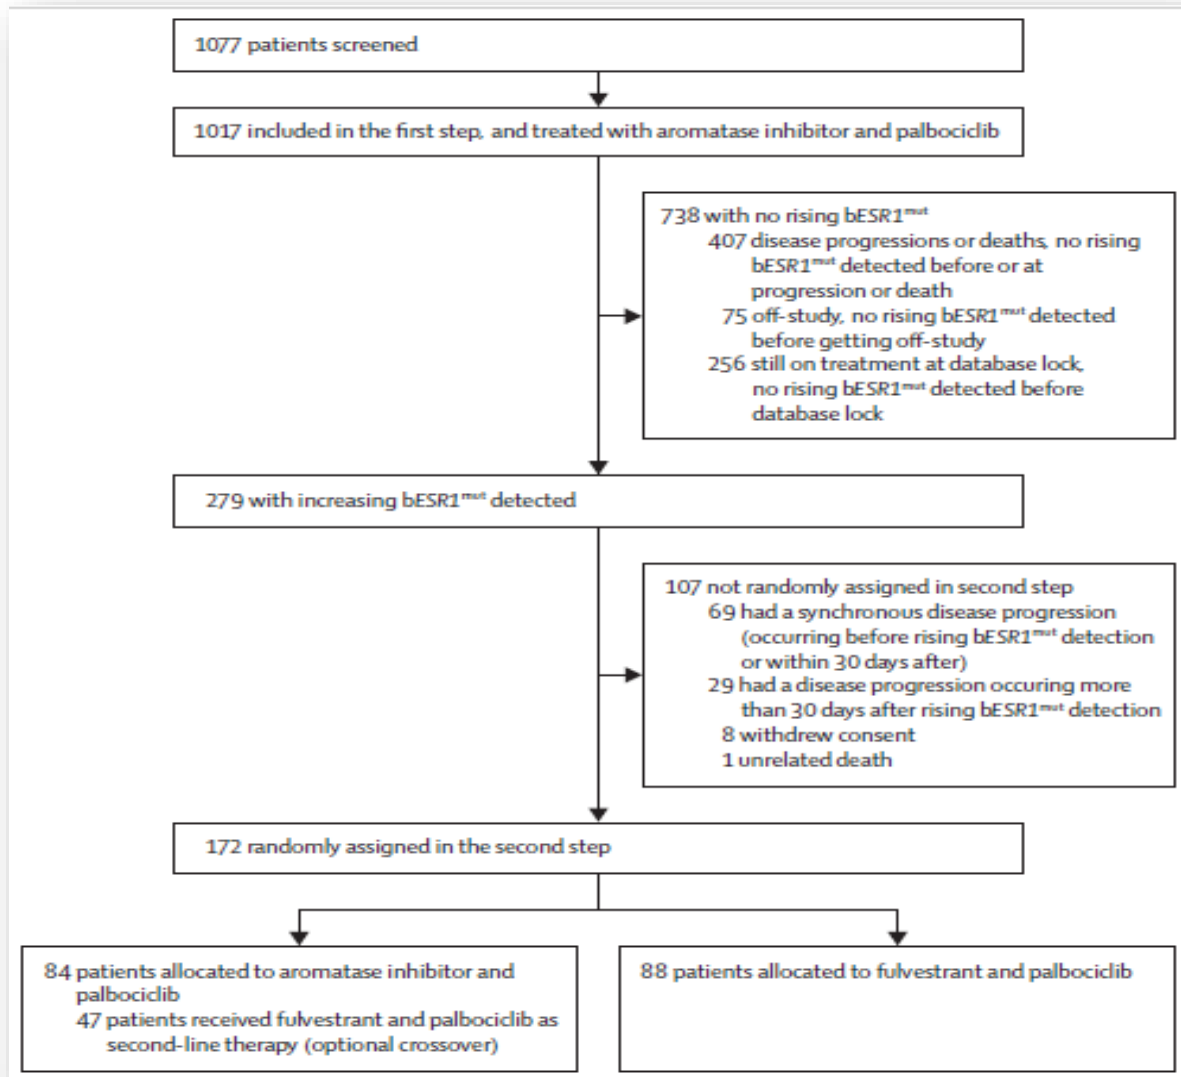 1077 patients screened
1017 included in the first step, and treated with aromatase inhibitor and palbociclib
738 with no rising bESR1mut
407 disease progressions or deaths, no rising
bESR1mut detected before or at
progression or death
75 off-study, no rising bESR1mut detected
before getting off-study
256 still on treatment at database lock,
no rising bESR1mut detected before
database lock
279 with increasing bESR1mut detected
107 not randomly assigned in second step
69 had a synchronous disease progression
(occurring before rising bESR1mut detection
or within 30 days after)
29 had a disease progression occuring more
than 30 days after rising bESR1mut detection
8 withdrew consent
1 unrelated death
172 randomly assigned in the second step
84 patients allocated to aromatase inhibitor and
palbociclib
47 patients received fulvestrant and palbociclib as
second-line therapy (optional crossover)
88 patients allocated to fulvestrant and palbociclib